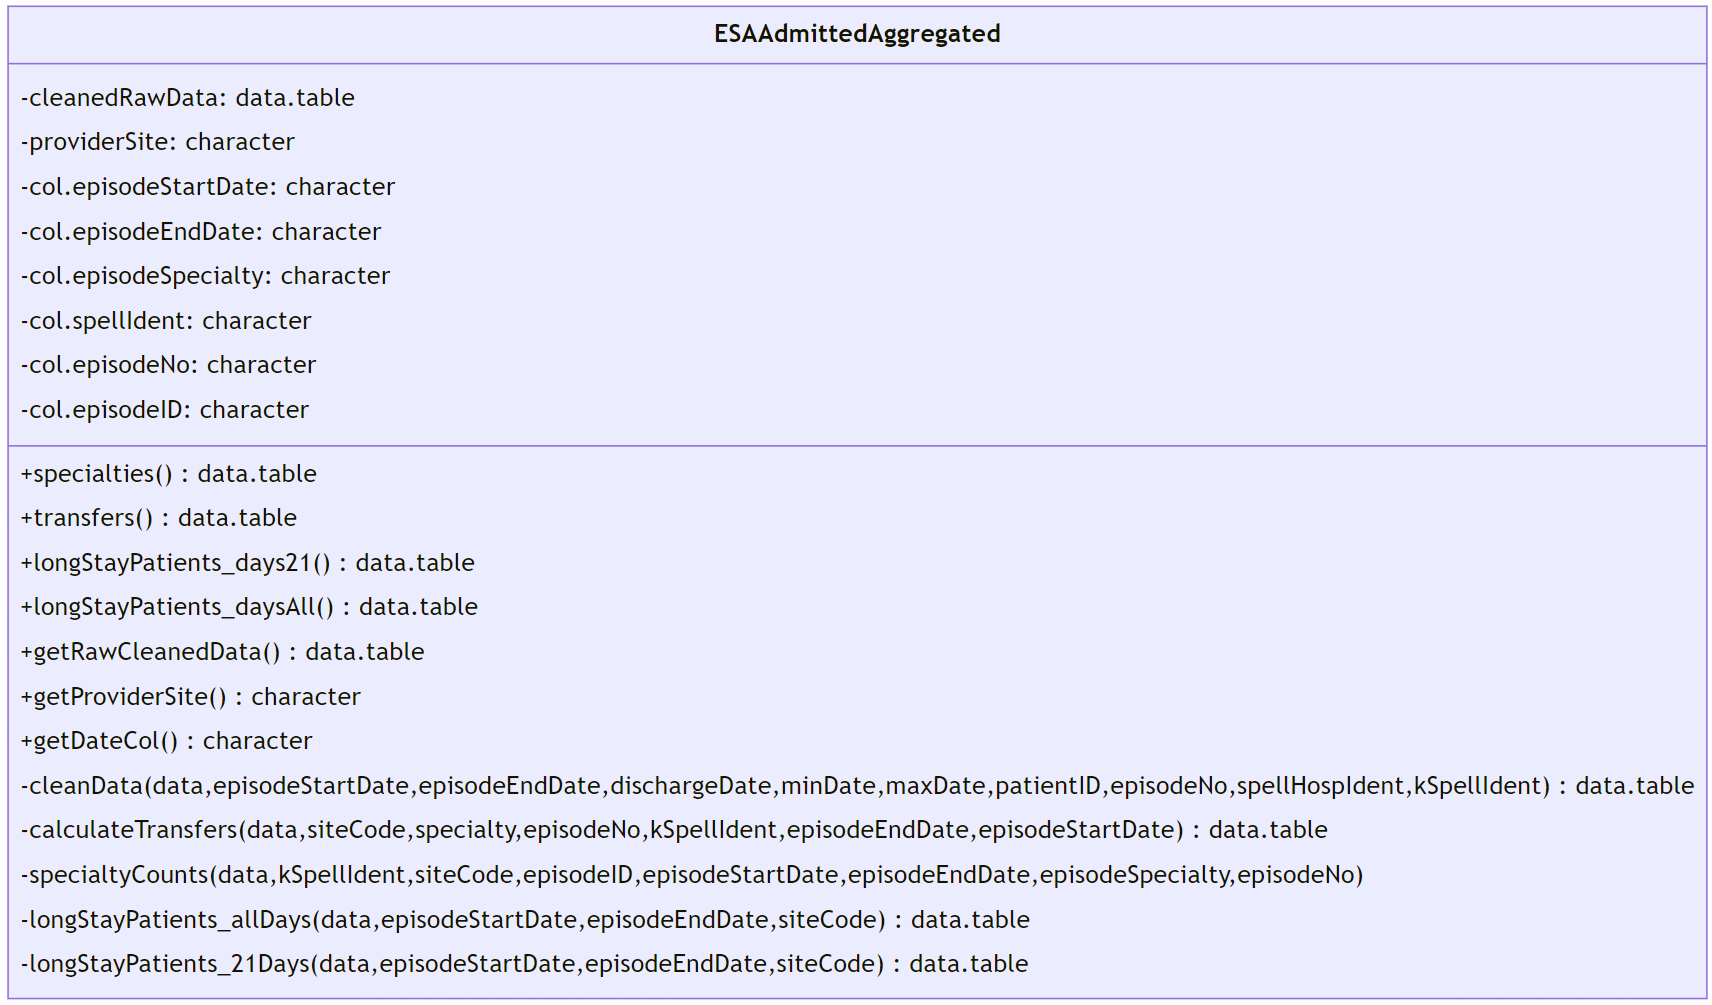 ESAAdmittedAggregated
-cleanedRawData: data.table
-providerSite: character
-col.episodeStartDate: character
-col.episodeEndDate: character
-col.episodeSpecialty: character
-col.spellIdent: character
-col.episodeNo: character
-col.episodeID: character
+specialties() : data.table
+transfers() : data.table
+longStayPatients_days21() : data.table
+longStayPatients_daysAll() : data.table
+getRawCleanedData() : data.table
+getProviderSite() : character
+getDateCol() : character
-cleanData(data,episodeStartDate,episodeEndDate,dischargeDate,minDate,maxDate,patientID,episodeNo,spellHospIdent,kSpellIdent) : data.table
-calculateTransfers(data,siteCode,specialty,episodeNo,kSpellIdent,episodeEndDate,episodeStartDate) : data.table
-specialtyCounts(data,kSpellIdent,siteCode,episodeID,episodeStartDate,episodeEndDate,episodeSpecialty,episodeNo)
-longStayPatients_allDays(data,episodeStartDate,episodeEndDate,siteCode) : data.table
-longStayPatients_21Days(data,episodeStartDate,episodeEndDate,siteCode) : data.table